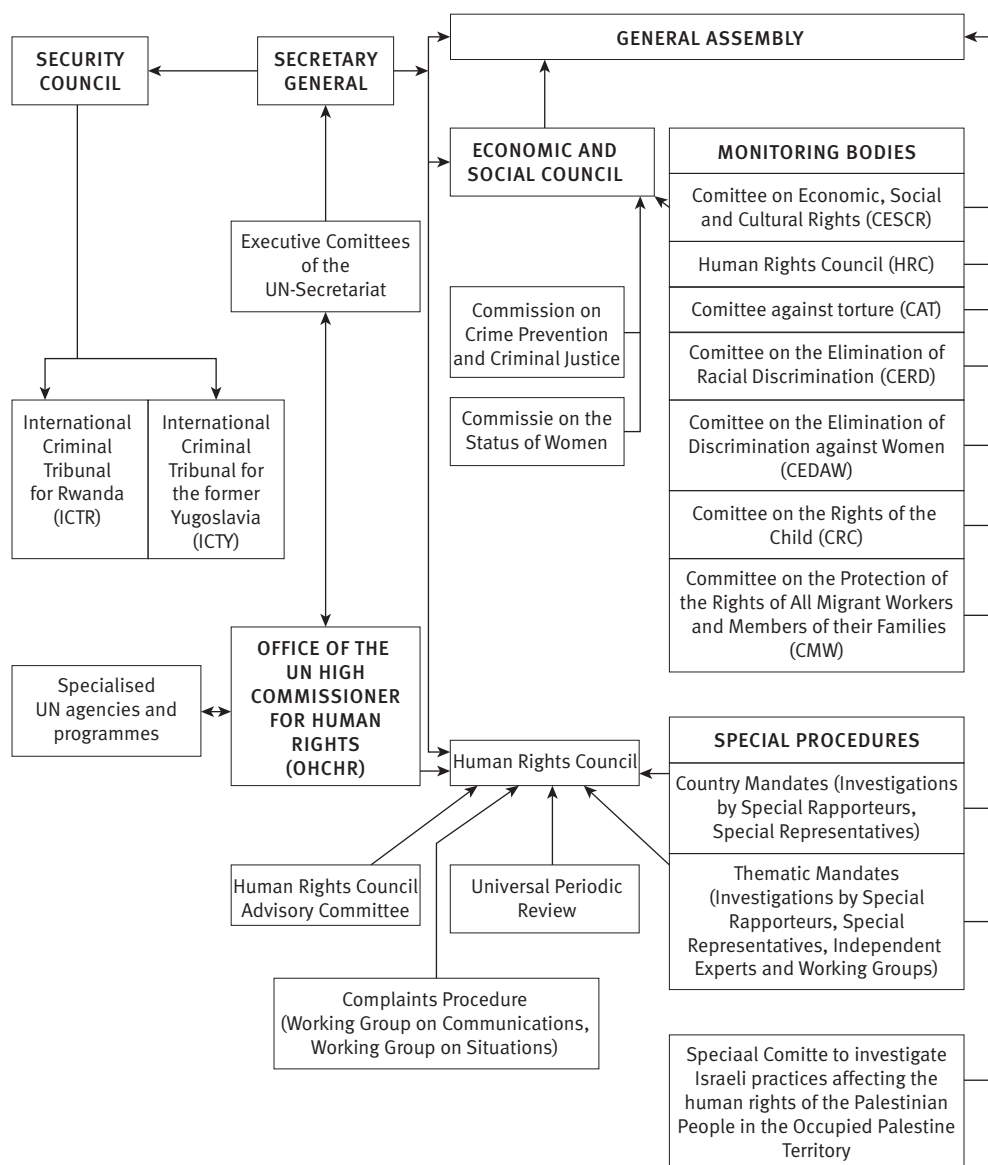 GENERAL ASSEMBLY
SECURITY
COUNCIL
SECRETARY
GENERAL
ECONOMIC AND
SOCIAL COUNCIL
MONITORING BODIES
Comittee on Economic, Social
and Cultural Rights (CESCR)
Human Rights Council (HRC)
Comittee against torture (CAT)
Comittee on the Elimination of
Racial Discrimination (CERD)
Comittee on the Elimination of
Discrimination against Women
(CEDAW)
Comittee on the Rights of the
Child (CRC)
Committee on the Protection of
the Rights of All Migrant Workers
and Members of their Families
(CMW)
Executive Comittees
of the
UN-Secretariat
Commission on
Crime Prevention
and Criminal Justice
Commissie on the
Status of Women
International
Criminal
Tribunal
for Rwanda
(ICTR)
International
Criminal
Tribunal for
the former
Yugoslavia
(ICTY)
OFFICE OF THE
UN HIGH
COMMISSIONER
FOR HUMAN
RIGHTS
(OHCHR)
Specialised
UN agencies and
programmes
Human Rights Council
SPECIAL PROCEDURES
Country Mandates (Investigations
by Special Rapporteurs,
Special Representatives)
Thematic Mandates
(Investigations by Special
Rapporteurs, Special
Representatives, Independent
Experts and Working Groups)
Human Rights Council
Advisory Committee
Universal Periodic
Review
Complaints Procedure
(Working Group on Communications,
Working Group on Situations)
Speciaal Comitte to investigate
Israeli practices affecting the
human rights of the Palestinian
People in the Occupied Palestine
Territory